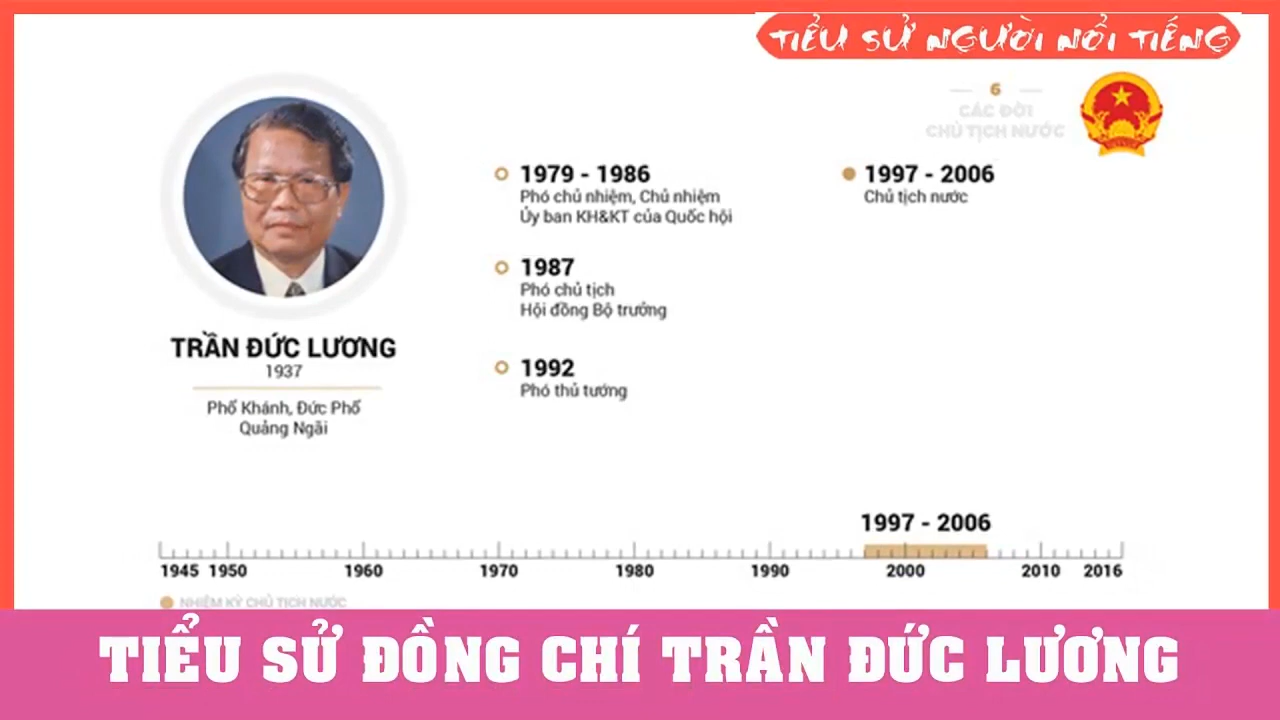 TIỂU SỬ NGƯỜI NỔI TIẾNG
6
CÁC ĐỜI
CHỦ TỊCH NƯỚC
1979 - 1986
Phó chủ nhiệm, Chủ nhiệm
Ủy ban KH&KT của Quốc hội
1987
Phó chủ tịch
Hội đồng Bộ trưởng
1992
Phó thủ tướng
1997 - 2006
Chủ tịch nước
TRẦN ĐỨC LƯƠNG
1937
Phổ Khánh, Đức Phổ
Quảng Ngãi
1997 - 2006
1945 1950 1960 1970 1980 1990 2000 2010 2016
NHIỆM KỲ CHỦ TỊCH NƯỚC
TIỂU SỬ ĐỒNG CHÍ TRẦN ĐỨC LƯƠNG